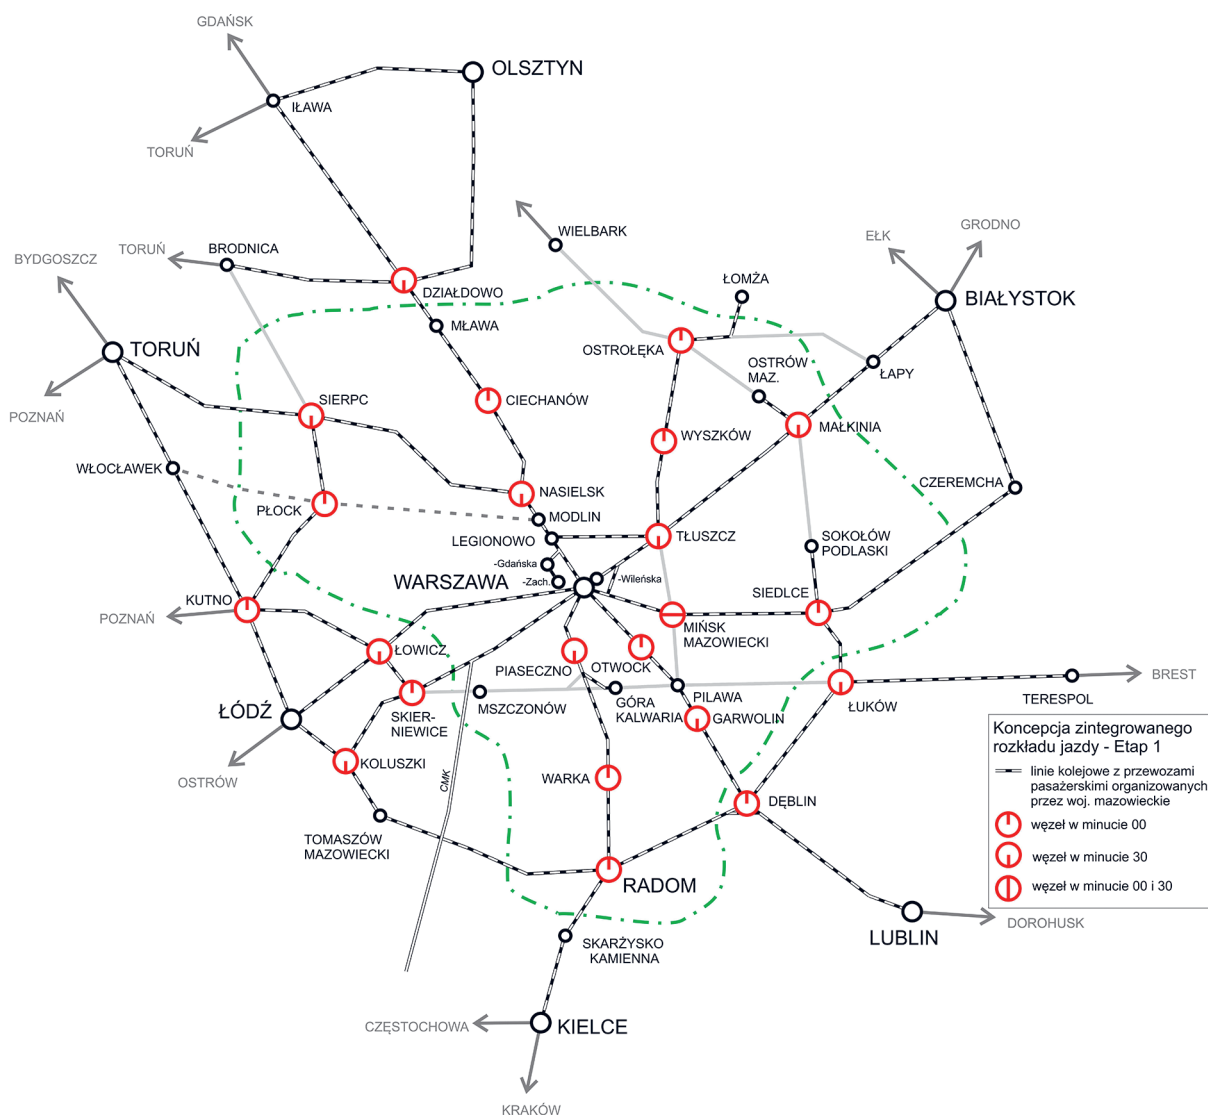 GDAŃSK
OLSZTYN
IŁAWA
TORUŃ
WIELBARK
GRODNO
EŁK
BRODNICA
TORUŃ
BYDGOSZCZ
ŁOMŻA
DZIAŁDOWO
BIAŁYSTOK
MŁAWA
TORUŃ
OSTROŁĘKA
OSTRÓW
MAZ.
ŁAPY
SIERPC
CIECHANÓW
POZNAŃ
WYSZKÓW
MAŁKINIA
WŁOCŁAWEK
CZEREMCHA
NASIELSK
PŁOCK
MODLIN
LEGIONOWO
TŁUSZCZ
SOKOŁÓW
PODLASKI
-Gdańska
-Zach.
WARSZAWA
-Wileńska
SIEDLCE
KUTNO
POZNAŃ
MIŃSK
MAZOWIECKI
ŁOWICZ
PIASECZNO
OTWOCK
BREST
TERESPOL
PILAWA
ŁUKÓW
MSZCZONÓW
GÓRA
KALWARIA
ŁÓDŹ
SKIER-
NIEWICE
GARWOLIN
Koncepcja zintegrowanego
rozkładu jazdy - Etap 1
linie kolejowe z przewozami
pasażerskimi organizowanych
przez woj. mazowieckie
węzeł w minucie 00
węzeł w minucie 30
węzeł w minucie 00 i 30
KOLUSZKI
OSTRÓW
CMK
WARKA
DĘBLIN
TOMASZÓW
MAZOWIECKI
RADOM
LUBLIN
DOROHUSK
SKARŻYSKO
KAMIENNA
CZĘSTOCHOWA
KIELCE
KRAKÓW